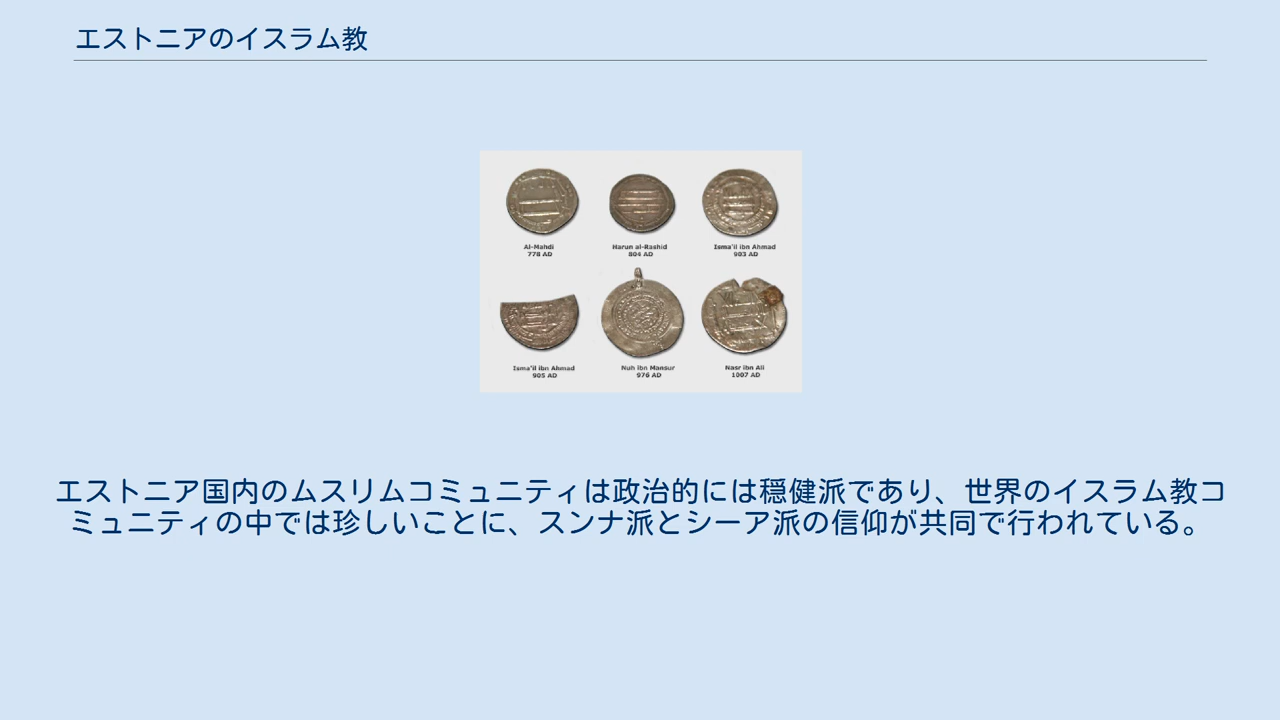 エストニアのイスラム教
Al-Mahdi
778 AD
Harun al-Rashid
804 AD
Isma'il ibn Ahmad
903 AD
Isma'il ibn Ahmad
905 AD
Nuh ibn Mansur
976 AD
Nasr ibn Ali
1007 AD
エストニア国内のムスリムコミュニティは政治的には穏健派であり、世界のイスラム教コ
ミュニティの中では珍しいことに、スンナ派とシーア派の信仰が共同で行われている。